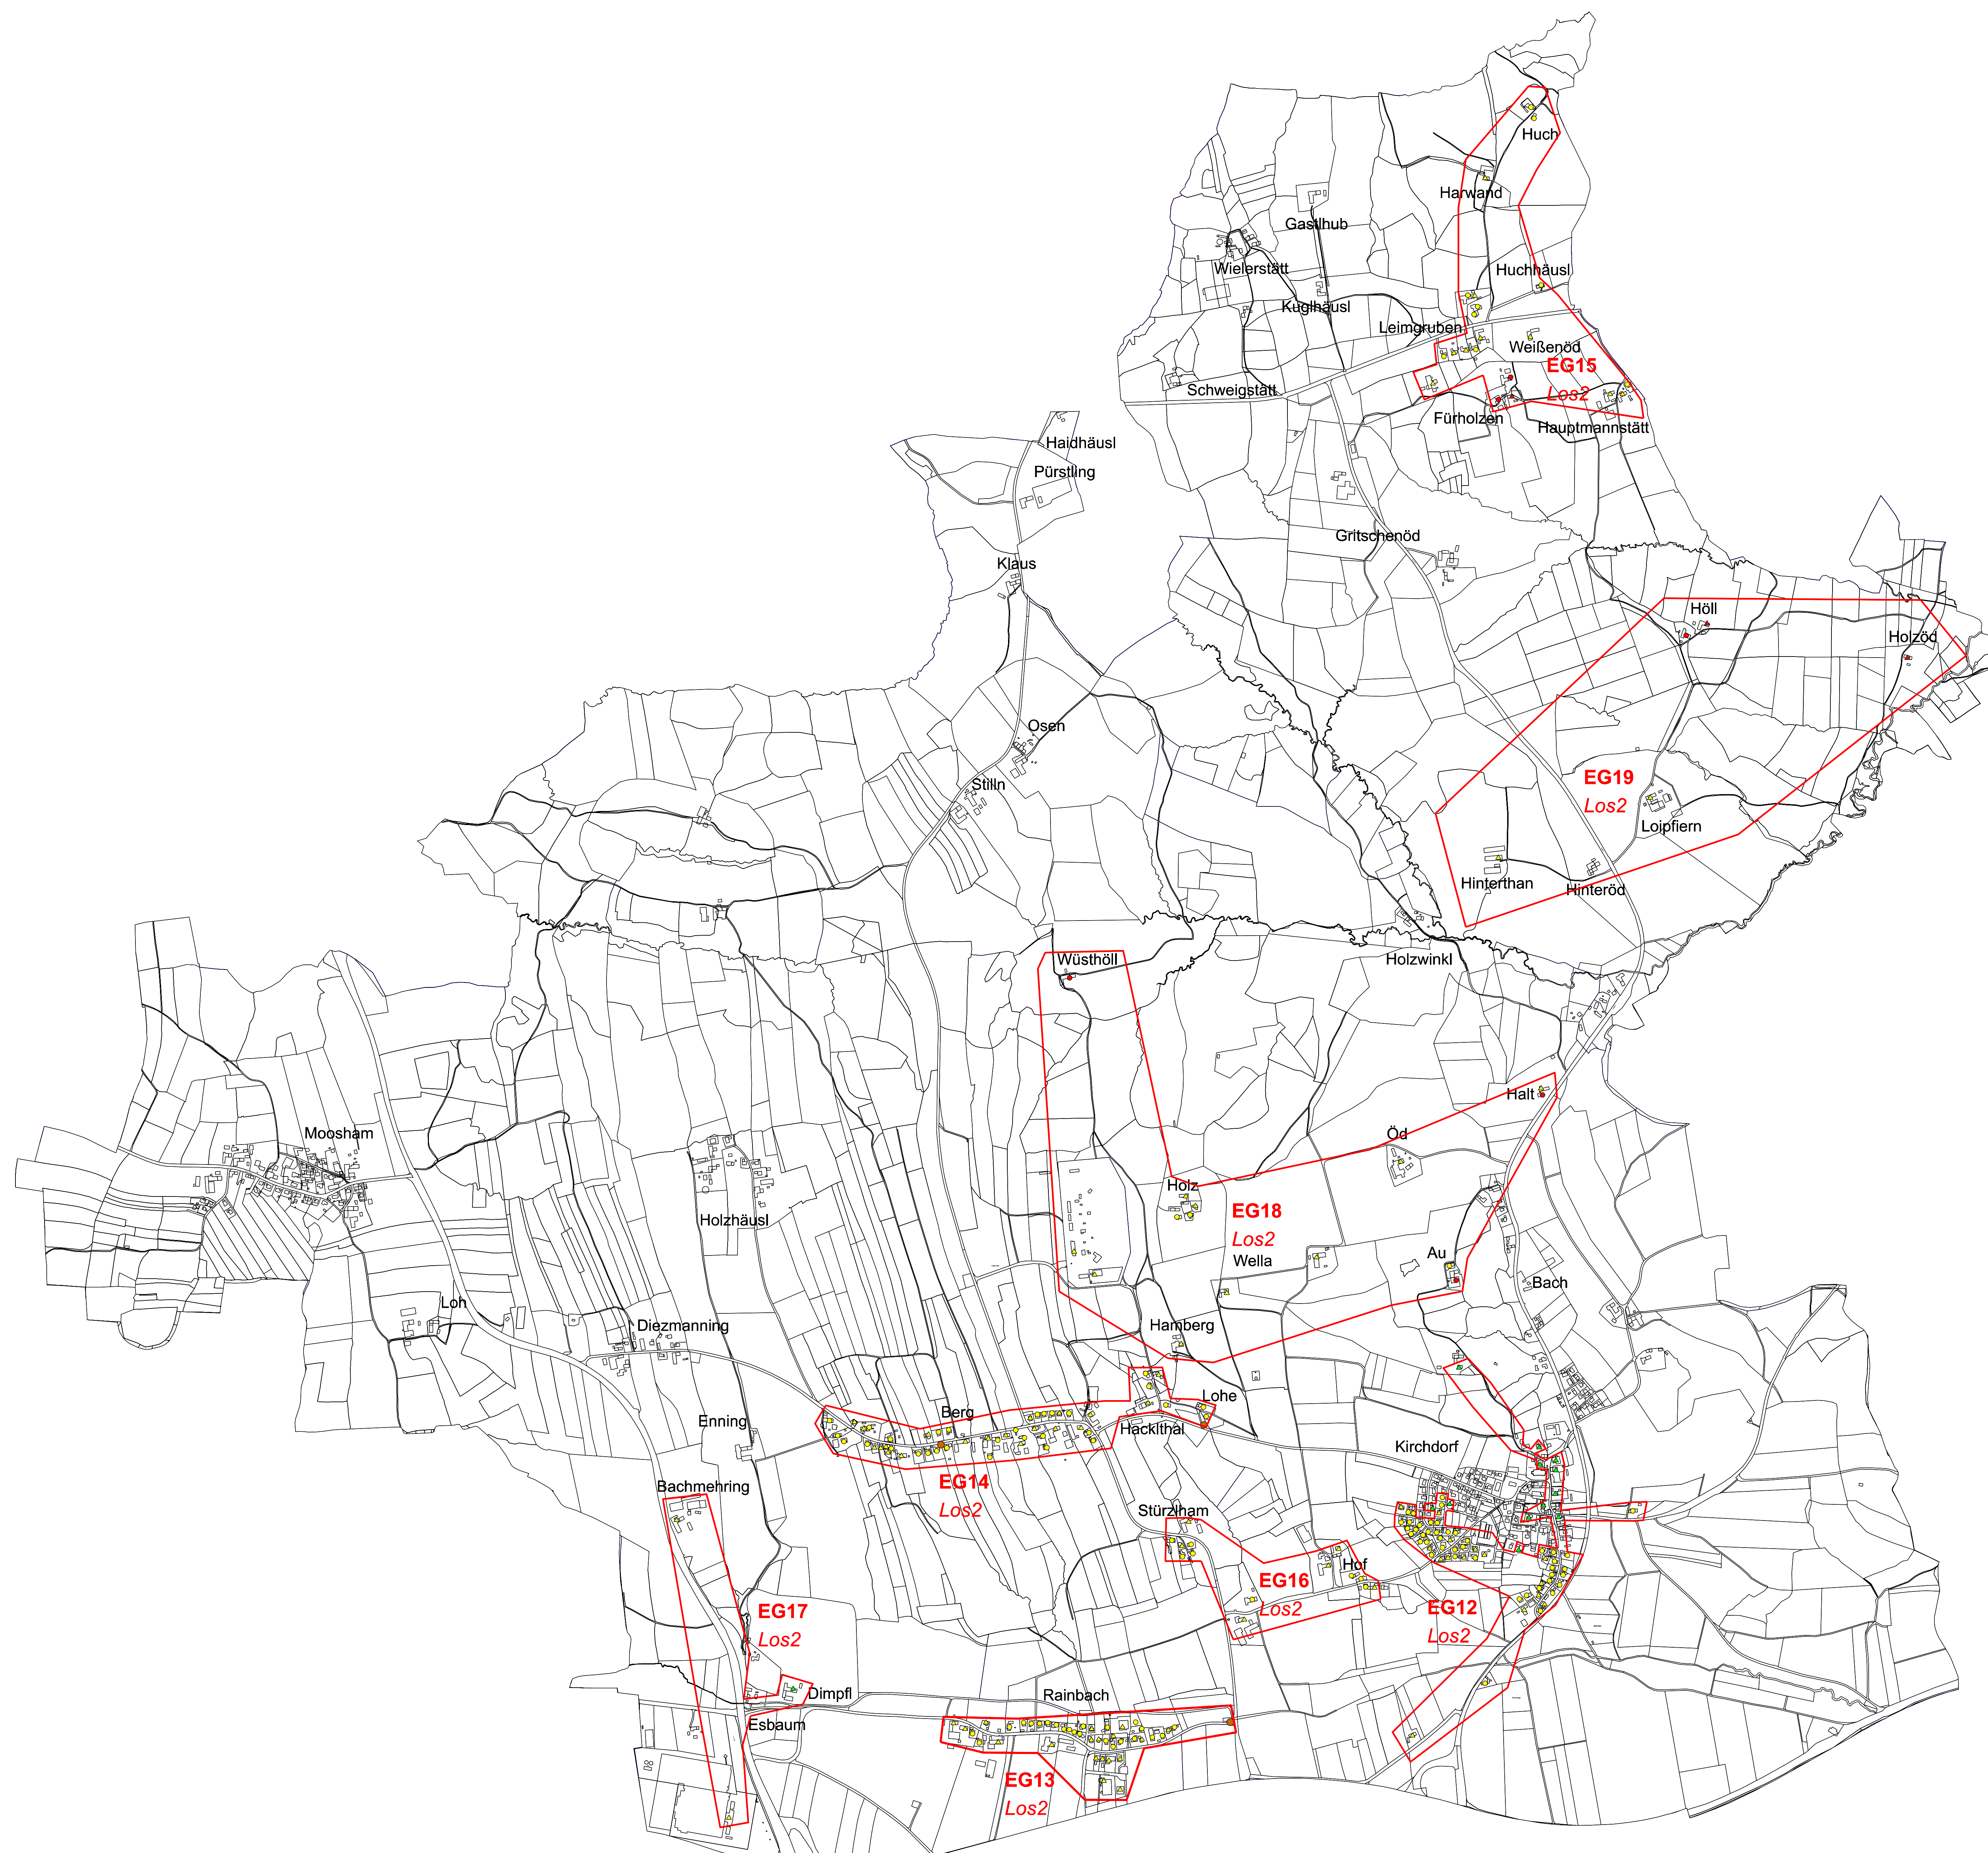 Huch
Harwand
Gastlhub
Wielerstätt
Huchhäusl
Kuglhäusl
Leimgruben
Weißenöd
EG15
Los2
Schweigstätt
Fürholzen
Hauptmannstätt
Haidhäusl
Pürstling
Gritschenöd
Klaus
Höll
Holzöd
Osen
Stilln
EG19
Los2
Loipfiern
Hinterthan
Hinteröd
Wüsthöll
Holzwinkl
Halt
Moosham
Öd
Holz
EG18
Los2
Holzhäusl
Wella
Au
Bach
Loh
Diezmanning
Hamberg
Lohe
Berg
Enning
Hacklthal
Kirchdorf
EG14
Los2
Bachmehring
Stürzlham
Hof
EG16
Los2
EG17
Los2
EG12
Los2
Dimpfl
Rainbach
Esbaum
EG13
Los2